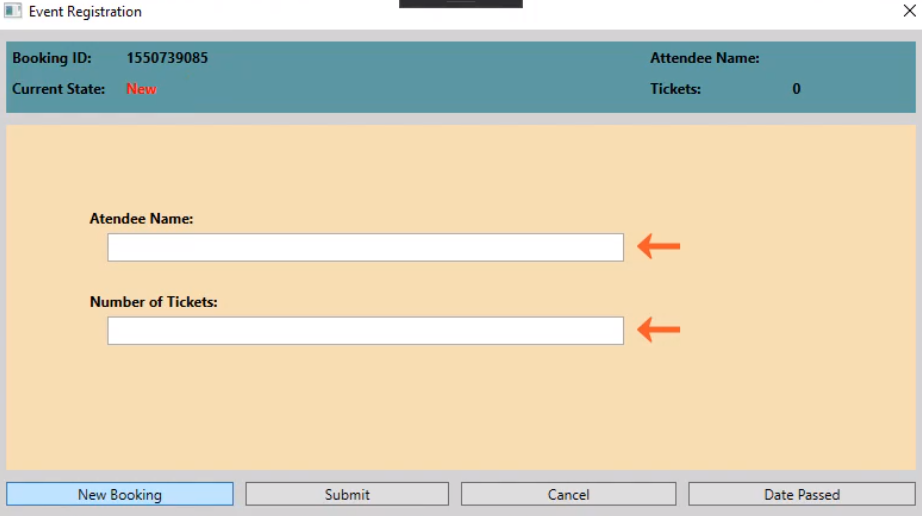 Event Registration
Booking ID: 1550739085 Attendee Name:
Current State: New Tickets: 0
Atendee Name:
Number of Tickets:
New Booking Submit Cancel Date Passed